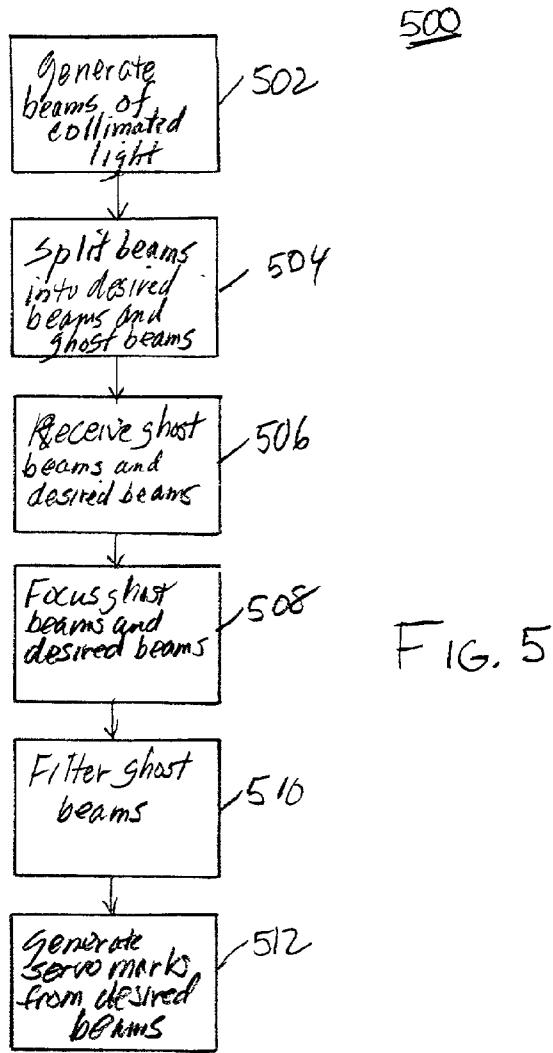 500
Generate
beams of
collimated
light
502
Split beams
into desired
beams and
ghost beams
504
Receive ghost
beams and
desired beams
506
Focus ghost
beams and
desired beams
508
FIG. 5
Filter ghost
beams
510
Generate
servo marks
from desired
beams
512